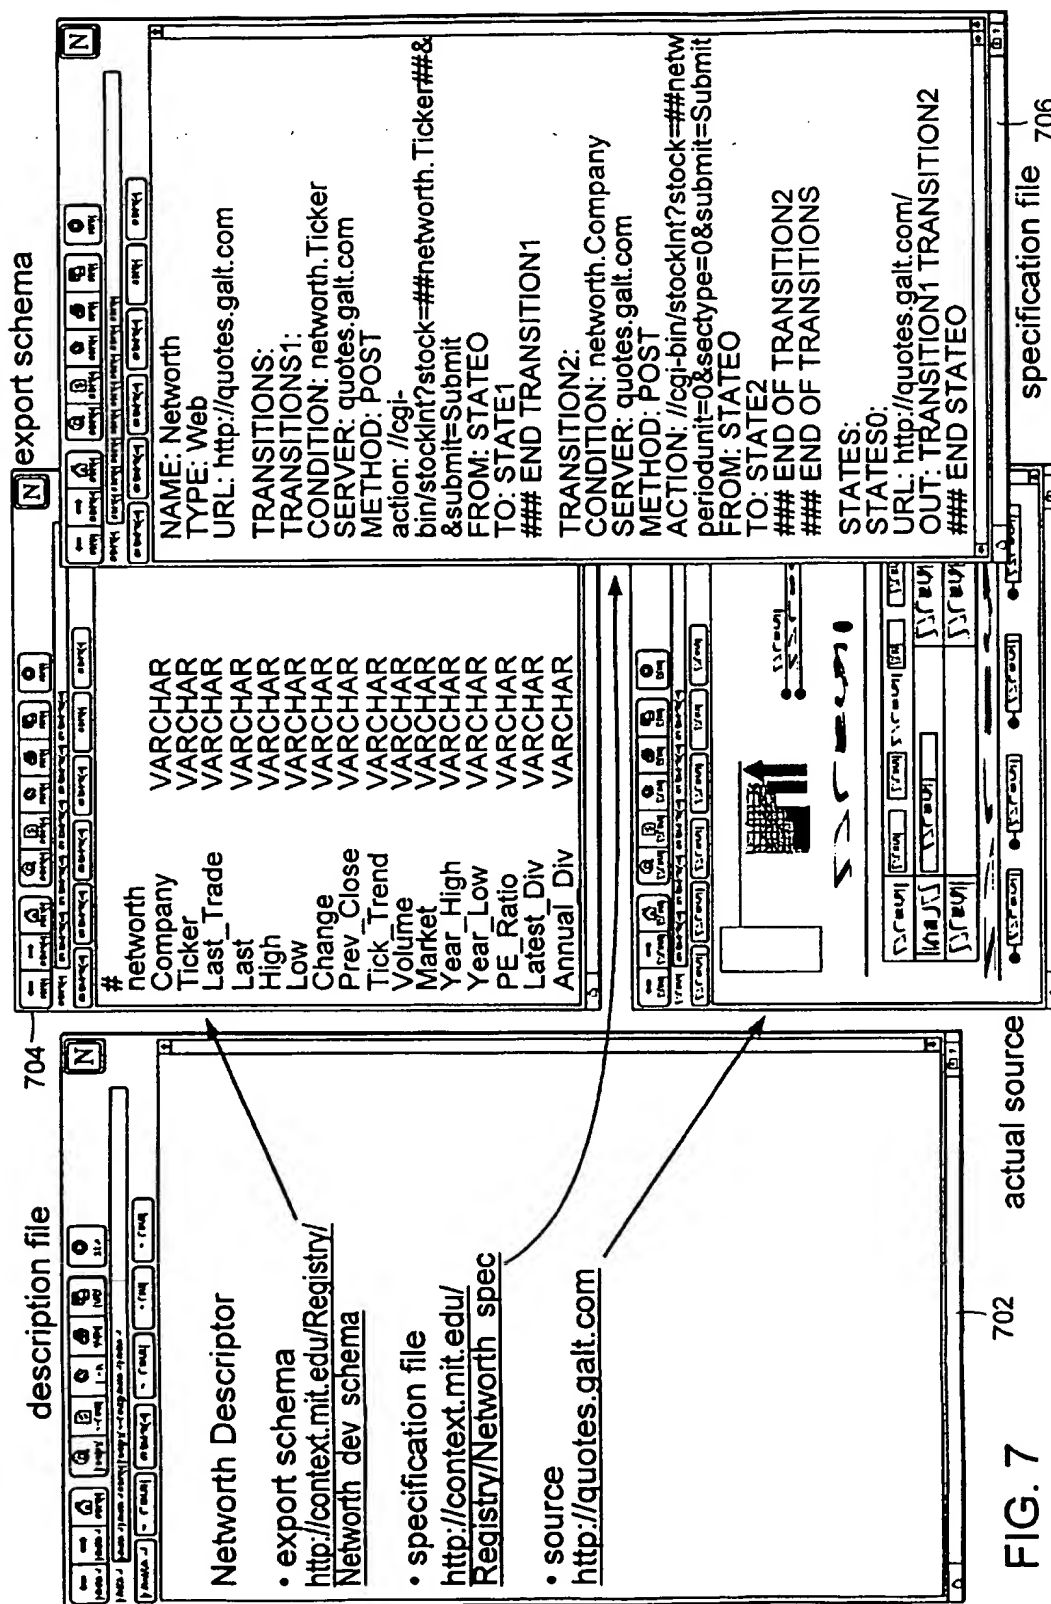 description file
N
Networth Descriptor
• export schema
http://context.mit.edu/Registry/
Network_dev_schema
• specification file
http://context.mit.edu/
Registry/Networth_spec
• source
http://quotes.galt.com
702
704
export schema
N
#
networth
Company VARCHAR
Ticker VARCHAR
Last_Trade VARCHAR
Last VARCHAR
High VARCHAR
Low VARCHAR
Change VARCHAR
Prev_Close VARCHAR
Tick_Trend VARCHAR
Volume VARCHAR
Market VARCHAR
Year_High VARCHAR
Year_Low VARCHAR
PE_Ratio VARCHAR
Latest_Div VARCHAR
Annual_Div VARCHAR
actual source
N
NAME: Networth
TYPE: Web
URL: http://quotes.galt.com
TRANSITIONS:
TRANSITIONS1:
CONDITION: networth.Ticker
SERVER: quotes.galt.com
METHOD: POST
action: //cgi-
bin/stockInt?stock=##networth.Ticker##&
&submit=Submit
FROM: STATEO
TO: STATE1
### END TRANSITION1
TRANSITION2:
CONDITION: networth.Company
SERVER: quotes.galt.com
METHOD: POST
ACTION: //cgi-bin/stockInt?stock=##netw
periodunit=0&sectype=0&submit=Submit
FROM: STATEO
TO: STATE2
### END OF TRANSITION2
### END OF TRANSITIONS
STATES:
STATES0:
URL: http://quotes.galt.com/
OUT: TRANSITION1 TRANSITION2
### END STATEO
specification file
706
FIG. 7